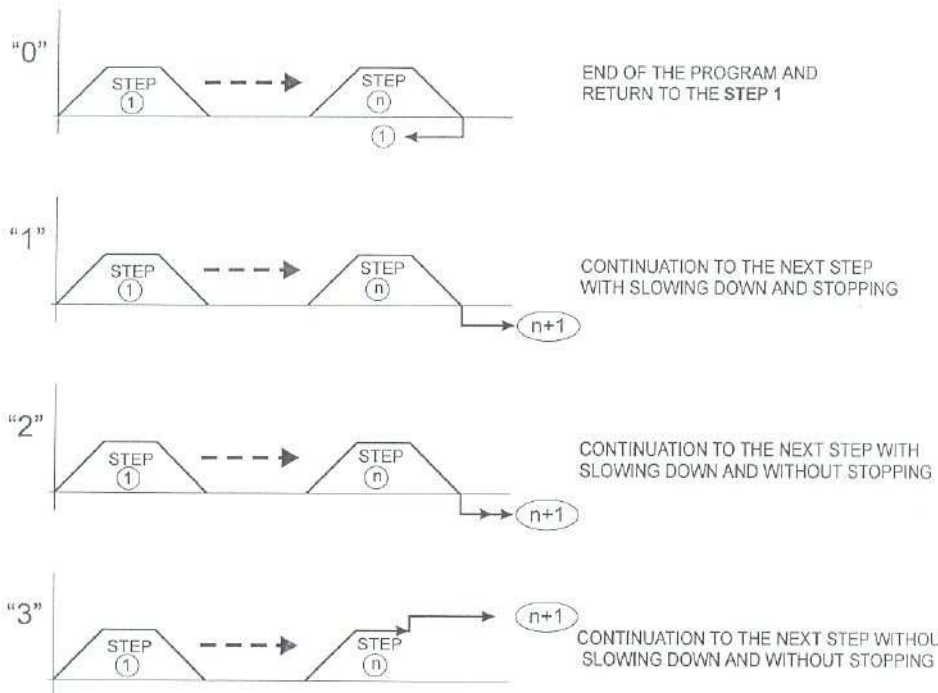 “0”
STEP
1
STEP
n
1
END OF THE PROGRAM AND
RETURN TO THE STEP 1
“1”
STEP
1
STEP
n
n+1
CONTINUATION TO THE NEXT STEP
WITH SLOWING DOWN AND STOPPING
“2”
STEP
1
STEP
n
n+1
CONTINUATION TO THE NEXT STEP WITH
SLOWING DOWN AND WITHOUT STOPPING
“3”
STEP
1
STEP
n
n+1
CONTINUATION TO THE NEXT STEP WITHOU
SLOWING DOWN AND WITHOUT STOPPING